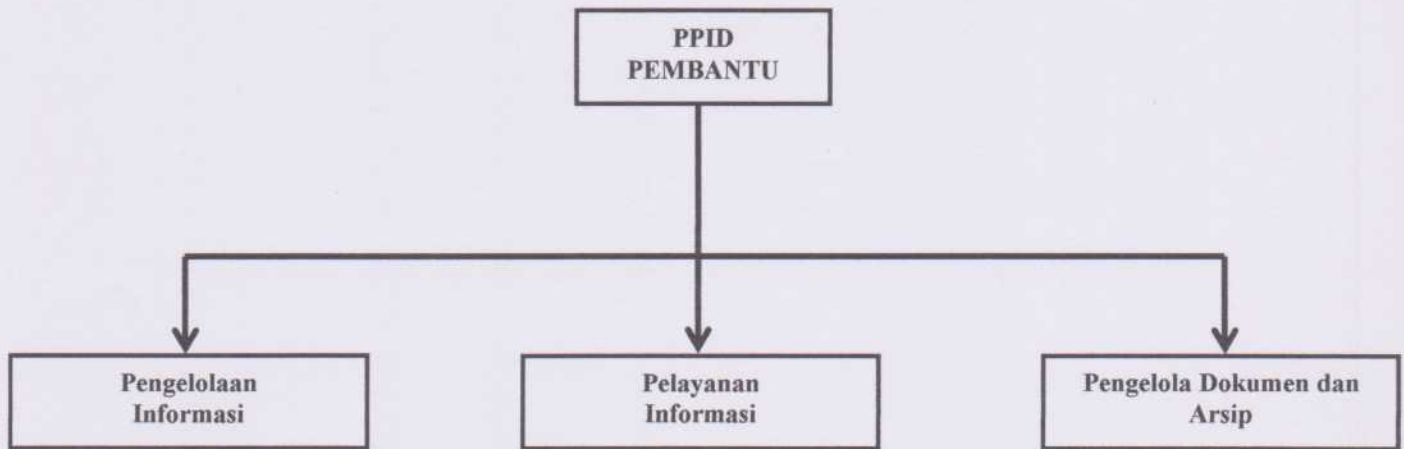 PPID
PEMBANTU
Pengelolaan
Informasi
Pelayanan
Informasi
Pengelola Dokumen dan
Arsip